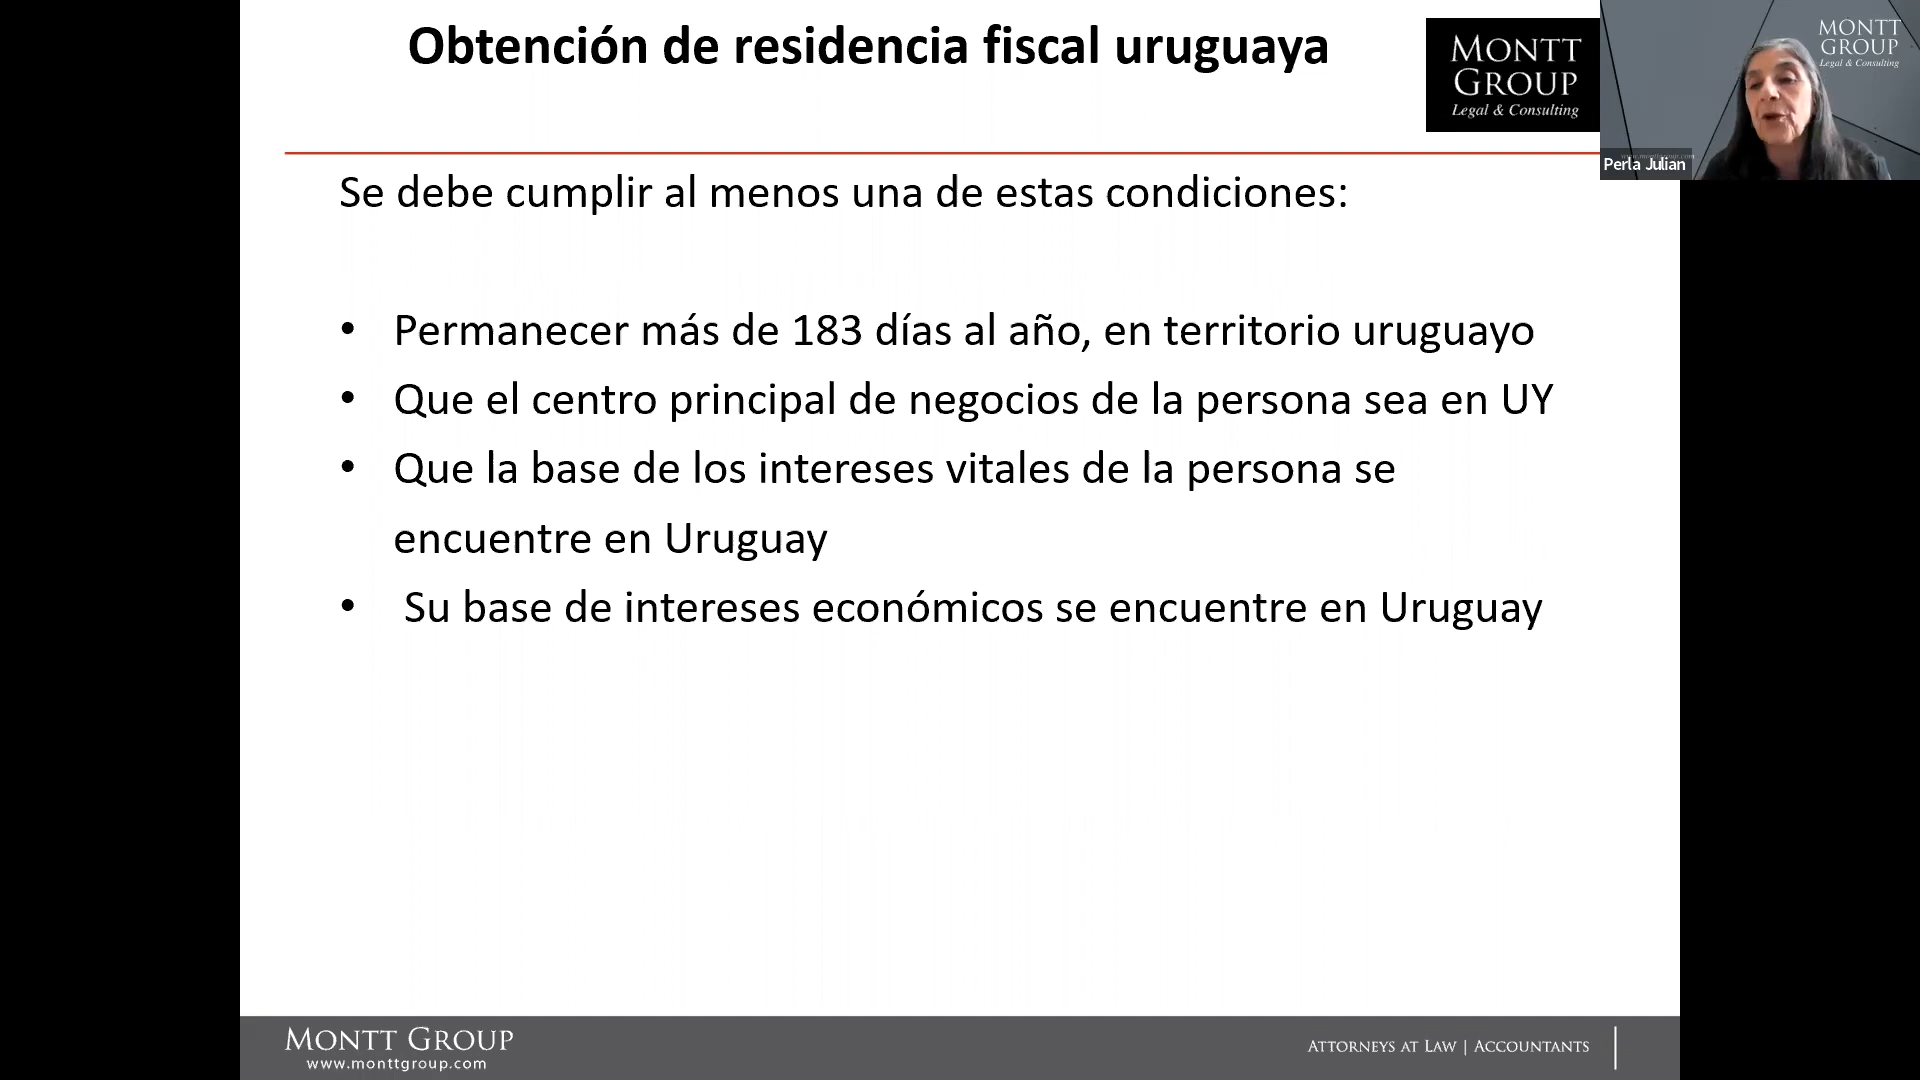 Obtención de residencia fiscal uruguaya
MONTT
GROUP
Legal & Consulting
MONTT
GROUP
Legal & Consulting
Perla Julian
Se debe cumplir al menos una de estas condiciones:
• Permanecer más de 183 días al año, en territorio uruguayo
• Que el centro principal de negocios de la persona sea en UY
• Que la base de los intereses vitales de la persona se
encuentre en Uruguay
• Su base de intereses económicos se encuentre en Uruguay
MONTT GROUP
www.monttgroup.com
ATTORNEYS AT LAW | ACCOUNTANTS